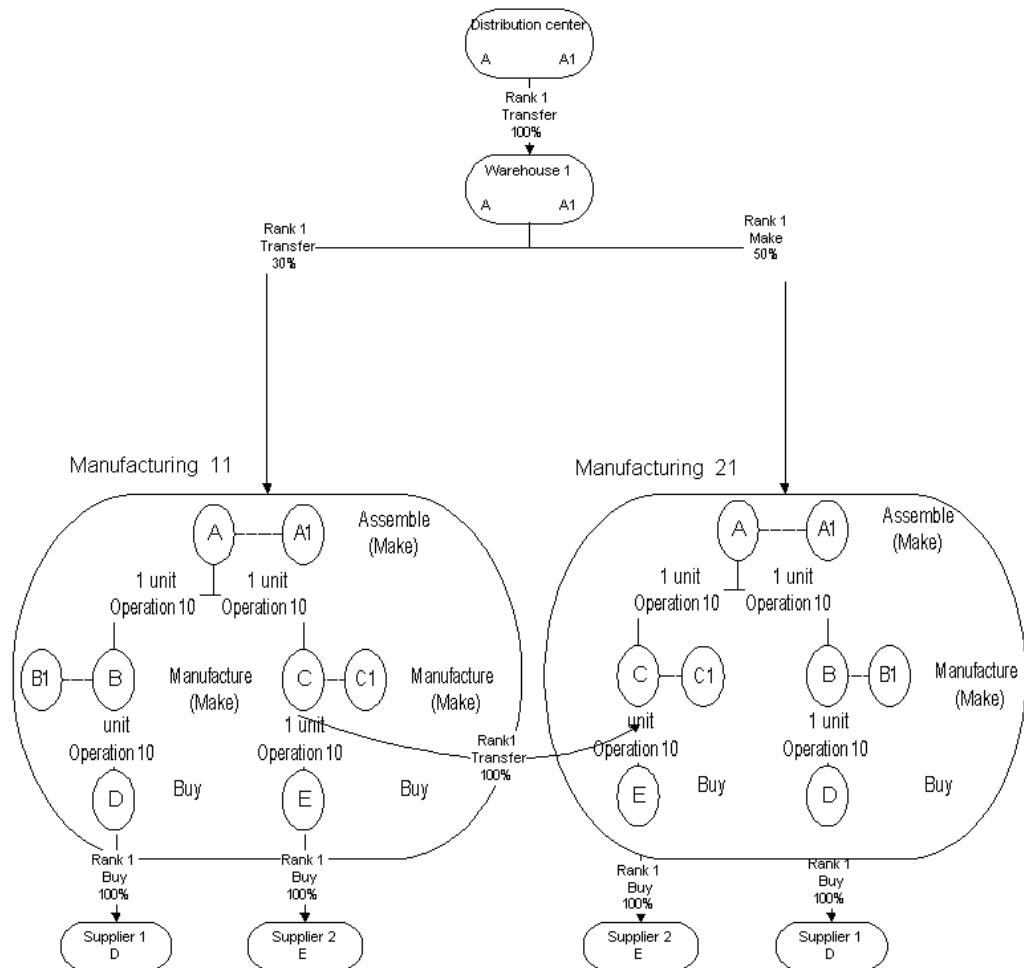 Distribution center
A A1
Rank 1
Transfer
100%
Warehouse 1
A A1
Rank 1
Transfer
30%
Rank 1
Make
50%
Manufacturing 11
A A1
Assemble
(Make)
1 unit 1 unit
Operation 10 Operation 10
B1 B
Manufacture
(Make)
C C1
Manufacture
(Make)
unit
Operation 10
1 unit
Operation 10
D Buy
E Buy
Rank1
Transfer
100%
Manufacturing 21
A A1
Assemble
(Make)
1 unit 1 unit
Operation 10 Operation 10
C C1
B B1
Manufacture
(Make)
unit
Operation 10
1 unit
Operation 10
E Buy
D Buy
Rank 1
Buy
100%
Rank 1
Buy
100%
Rank 1
Buy
100%
Rank 1
Buy
100%
Supplier 1
D
Supplier 2
E
Supplier 2
E
Supplier 1
D